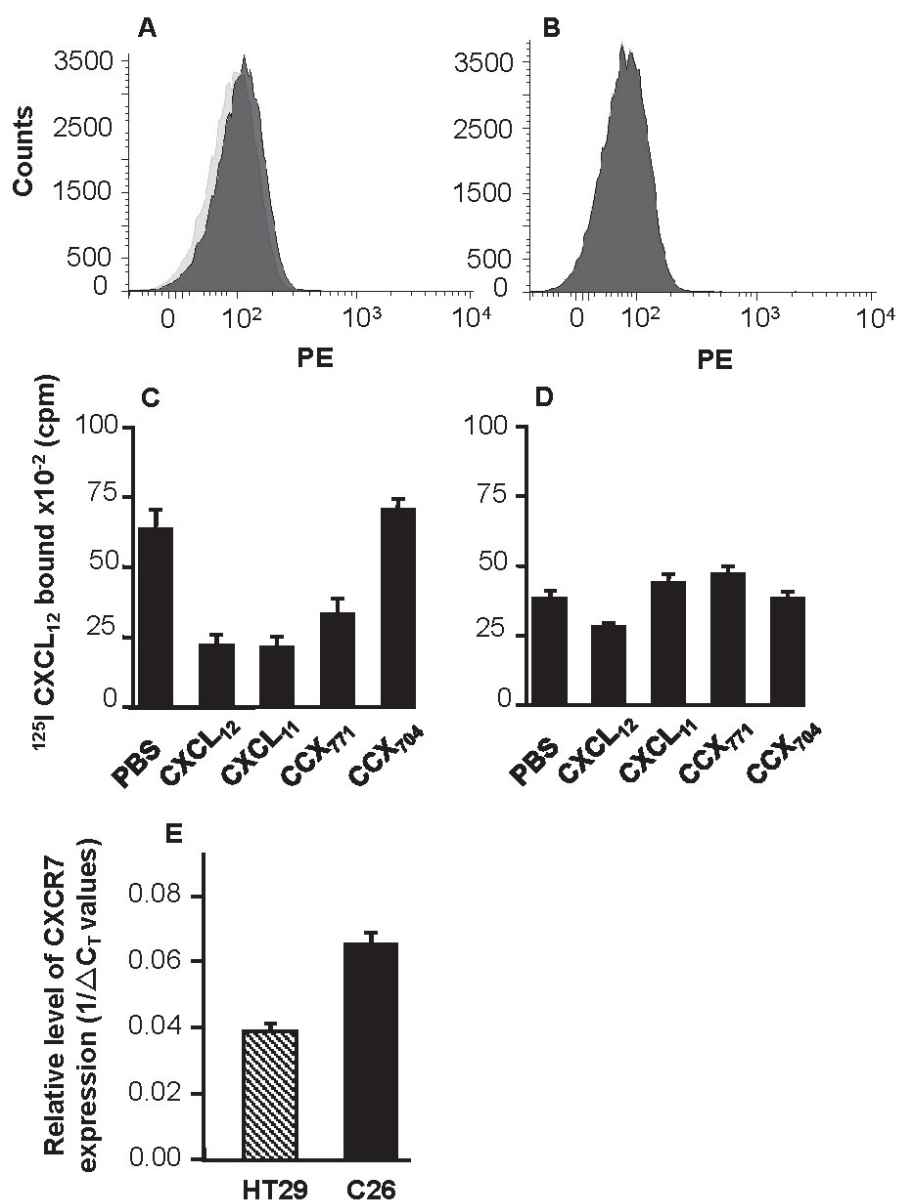 A
B
3500
2500
1500
500
0
Counts
0 10² 10³ 10⁴
PE
3500
2500
1500
500
0
0 10² 10³ 10⁴
PE
C
D
¹²⁵I CXCL₁₂ bound x10⁻² (cpm)
100
75
50
25
0
PBS
CXCL₁₂
CXCL₁₁
CCX₇₇₁
CCX₇₀₄
100
75
50
25
0
PBS
CXCL₁₂
CXCL₁₁
CCX₇₇₁
CCX₇₀₄
E
Relative level of CXCR7
expression (1/△C_T values)
0.08
0.06
0.04
0.02
0.00
HT29 C26